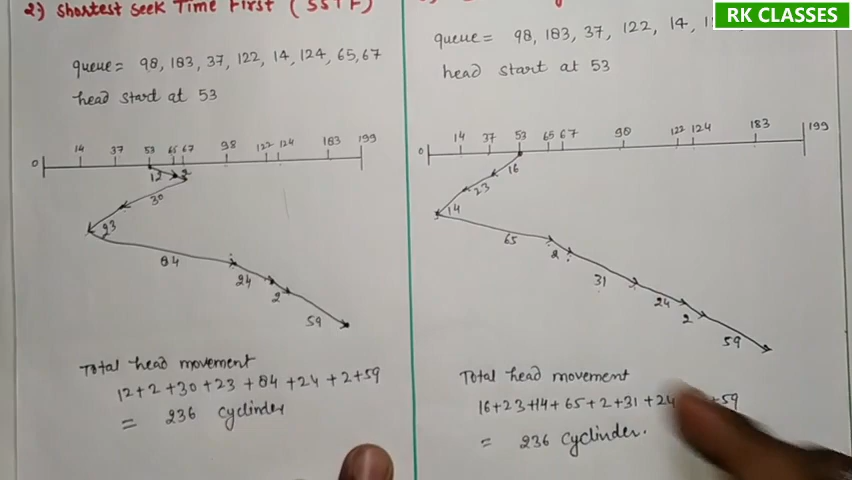 RK CLASSES
2) Shortest Seek Time First (SSTF)
queue = 98, 183, 37, 122, 14, 124, 65, 67
head start at 53
0 14 37 53 65 67 98 122 124 183 199
12 2
30
23
84
24
2
59
Total head movement
12+2+30+23+84+24+2+59
= 236 cyclinder
queue = 98, 183, 37, 122, 14,
head start at 53
0 14 37 53 65 67 98 122 124 183 199
16
23
14
65
2
31
24
2
59
Total head movement
16+23+14+65+2+31+24 +59
= 236 cyclinder.